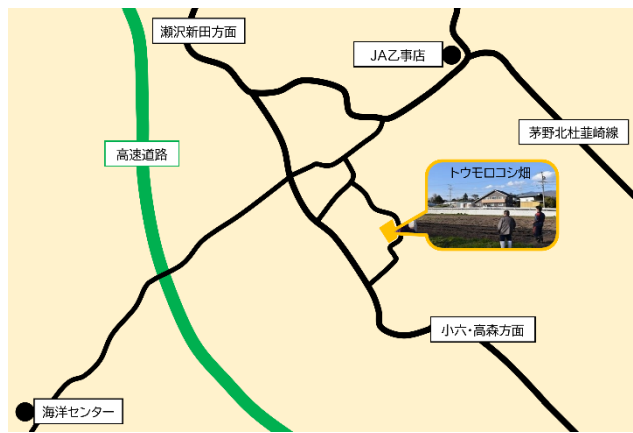 瀬沢新田方面
JA乙事店
高速道路
茅野北杜韮崎線
トウモロコシ畑
小六・高森方面
海洋センター